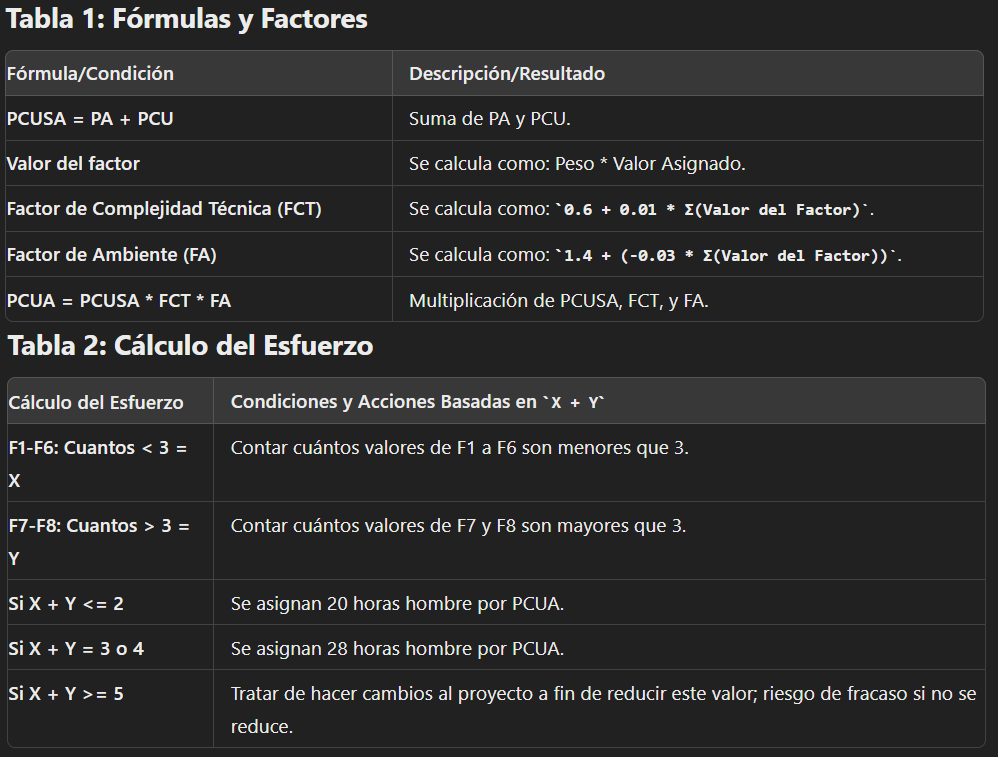 Tabla 1: Fórmulas y Factores
Fórmula/Condición Descripción/Resultado
PCUSA = PA + PCU Suma de PA y PCU.
Valor del factor Se calcula como: Peso * Valor Asignado.
Factor de Complejidad Técnica (FCT) Se calcula como: `0.6 + 0.01 * Σ(Valor del Factor)`.
Factor de Ambiente (FA) Se calcula como: `1.4 + (-0.03 * Σ(Valor del Factor))`.
PCUA = PCUSA * FCT * FA Multiplicación de PCUSA, FCT, y FA.
Tabla 2: Cálculo del Esfuerzo
Cálculo del Esfuerzo Condiciones y Acciones Basadas en `X + Y`
F1-F6: Cuantos < 3 = Contar cuántos valores de F1 a F6 son menores que 3.
X
F7-F8: Cuantos > 3 = Contar cuántos valores de F7 y F8 son mayores que 3.
Y
Si X + Y <= 2 Se asignan 20 horas hombre por PCUA.
Si X + Y = 3 o 4 Se asignan 28 horas hombre por PCUA.
Si X + Y >= 5 Tratar de hacer cambios al proyecto a fin de reducir este valor; riesgo de fracaso si no se
reduce.